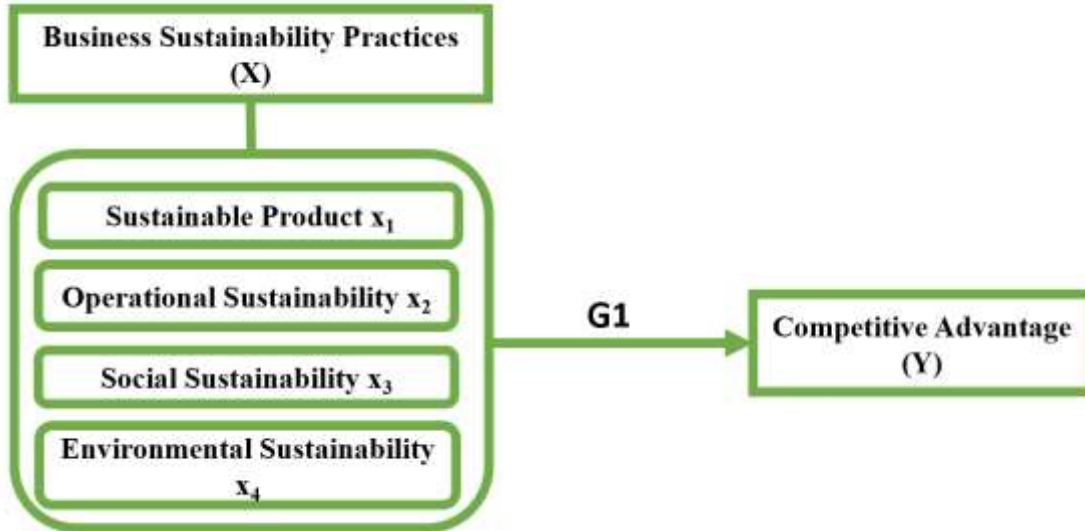 Business Sustainability Practices
(X)
Sustainable Product x₁
Operational Sustainability x₂
Social Sustainability x₃
Environmental Sustainability
x₄
G1
Competitive Advantage
(Y)